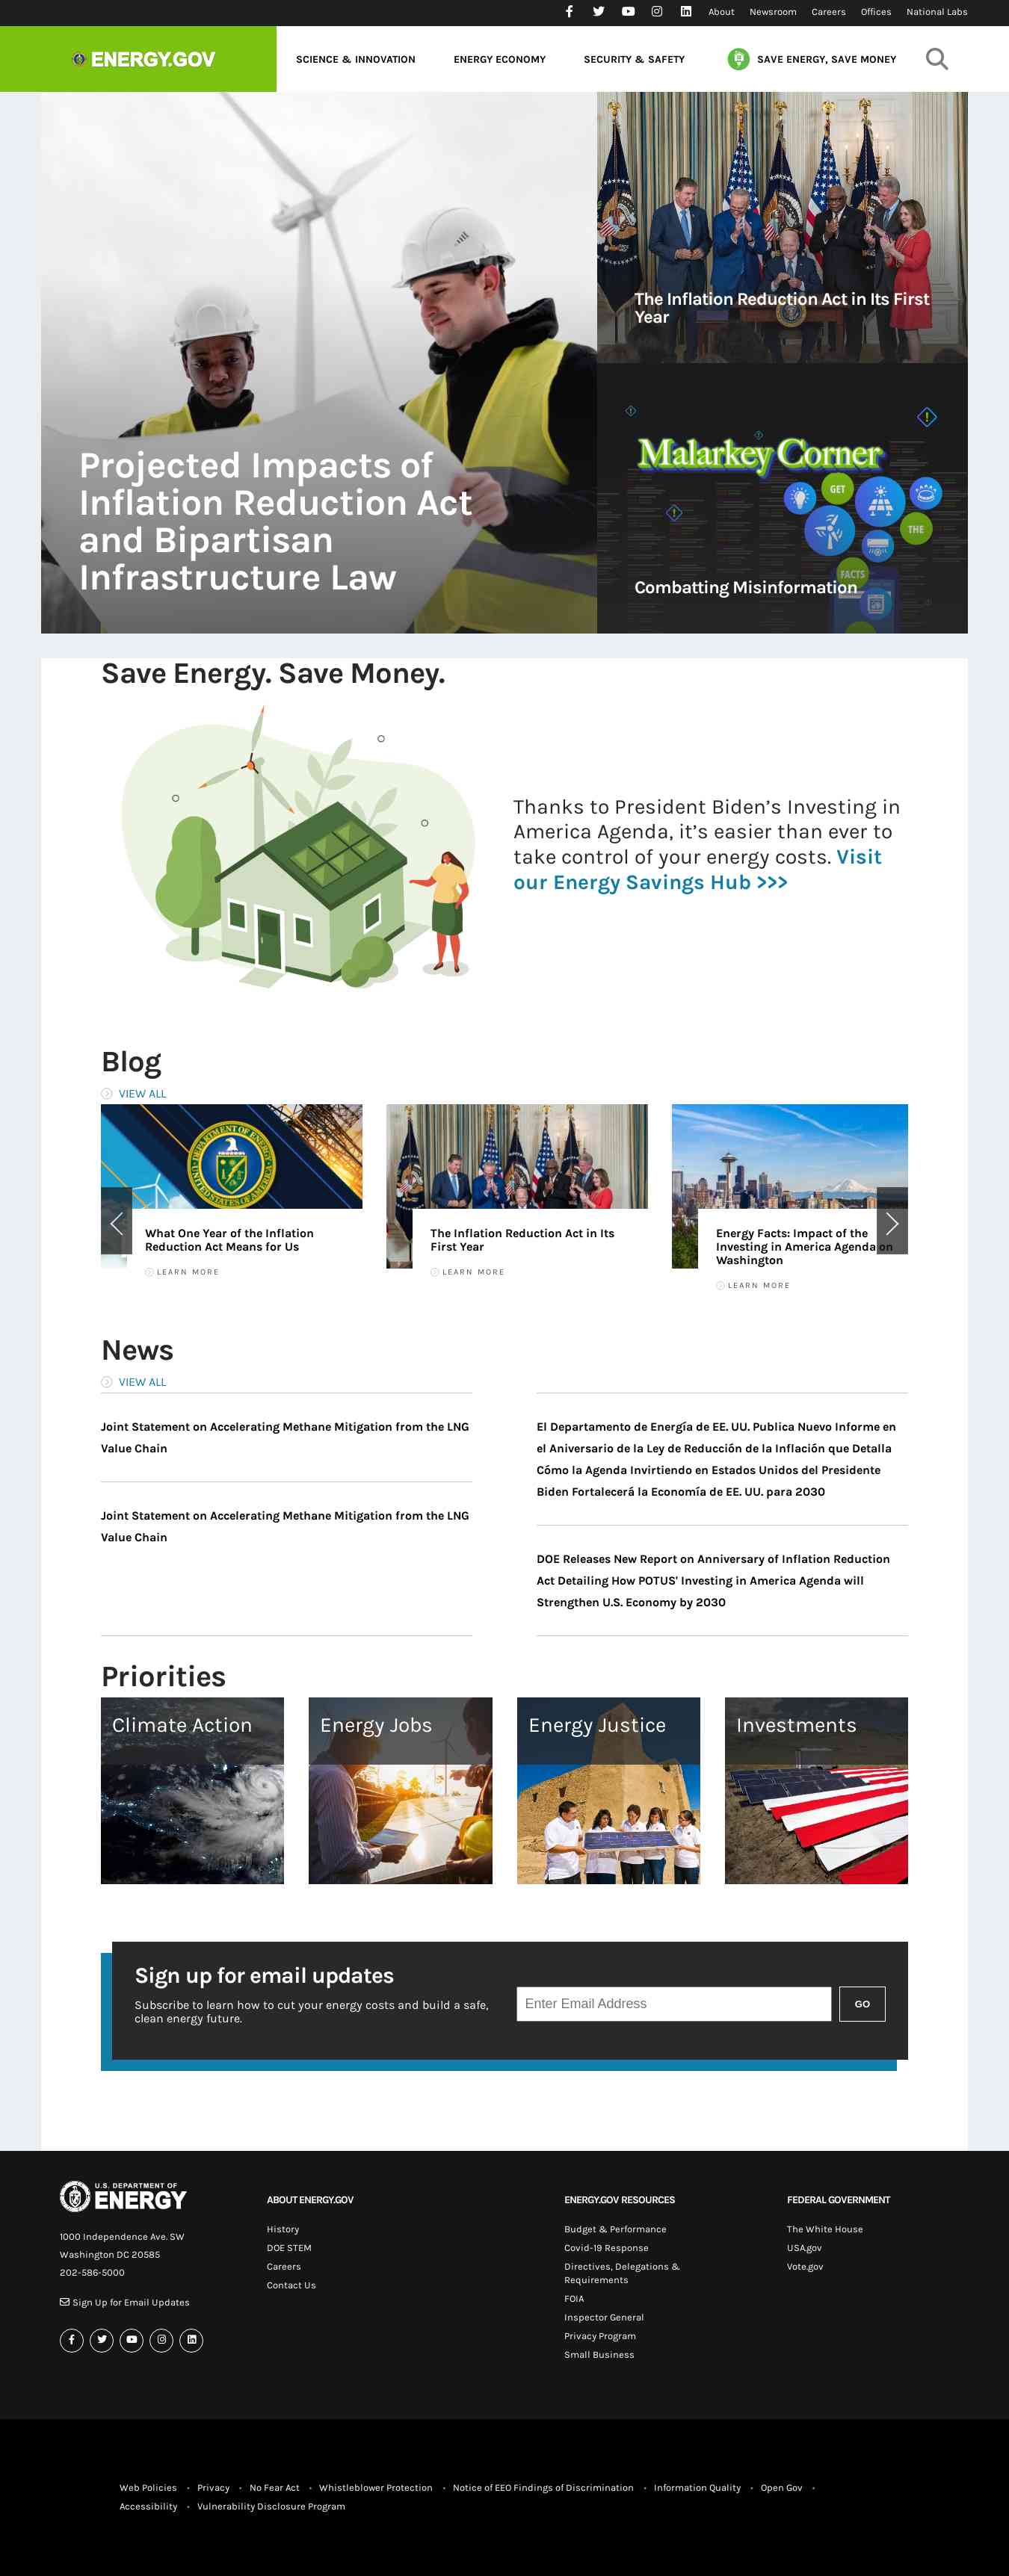 About Newsroom Careers Offices National Labs
ENERGY.GOV
SCIENCE & INNOVATION ENERGY ECONOMY SECURITY & SAFETY SAVE ENERGY, SAVE MONEY
Projected Impacts of
Inflation Reduction Act
and Bipartisan
Infrastructure Law
The Inflation Reduction Act in Its First
Year
Malarkey Corner
GET
THE
FACTS
Combatting Misinformation
Save Energy. Save Money.
Thanks to President Biden’s Investing in
America Agenda, it’s easier than ever to
take control of your energy costs. Visit
our Energy Savings Hub >>>
Blog
VIEW ALL
What One Year of the Inflation
Reduction Act Means for Us
LEARN MORE
The Inflation Reduction Act in Its
First Year
LEARN MORE
Energy Facts: Impact of the
Investing in America Agenda on
Washington
LEARN MORE
News
VIEW ALL
Joint Statement on Accelerating Methane Mitigation from the LNG
Value Chain
Joint Statement on Accelerating Methane Mitigation from the LNG
Value Chain
El Departamento de Energía de EE. UU. Publica Nuevo Informe en
el Aniversario de la Ley de Reducción de la Inflación que Detalla
Cómo la Agenda Invirtiendo en Estados Unidos del Presidente
Biden Fortalecerá la Economía de EE. UU. para 2030
DOE Releases New Report on Anniversary of Inflation Reduction
Act Detailing How POTUS' Investing in America Agenda will
Strengthen U.S. Economy by 2030
Priorities
Climate Action
Energy Jobs
Energy Justice
Investments
Sign up for email updates
Subscribe to learn how to cut your energy costs and build a safe,
clean energy future.
Enter Email Address
GO
U.S. DEPARTMENT OF
ENERGY
1000 Independence Ave. SW
Washington DC 20585
202-586-5000
Sign Up for Email Updates
ABOUT ENERGY.GOV
History
DOE STEM
Careers
Contact Us
ENERGY.GOV RESOURCES
Budget & Performance
Covid-19 Response
Directives, Delegations &
Requirements
FOIA
Inspector General
Privacy Program
Small Business
FEDERAL GOVERNMENT
The White House
USA.gov
Vote.gov
Web Policies • Privacy • No Fear Act • Whistleblower Protection • Notice of EEO Findings of Discrimination • Information Quality • Open Gov •
Accessibility • Vulnerability Disclosure Program